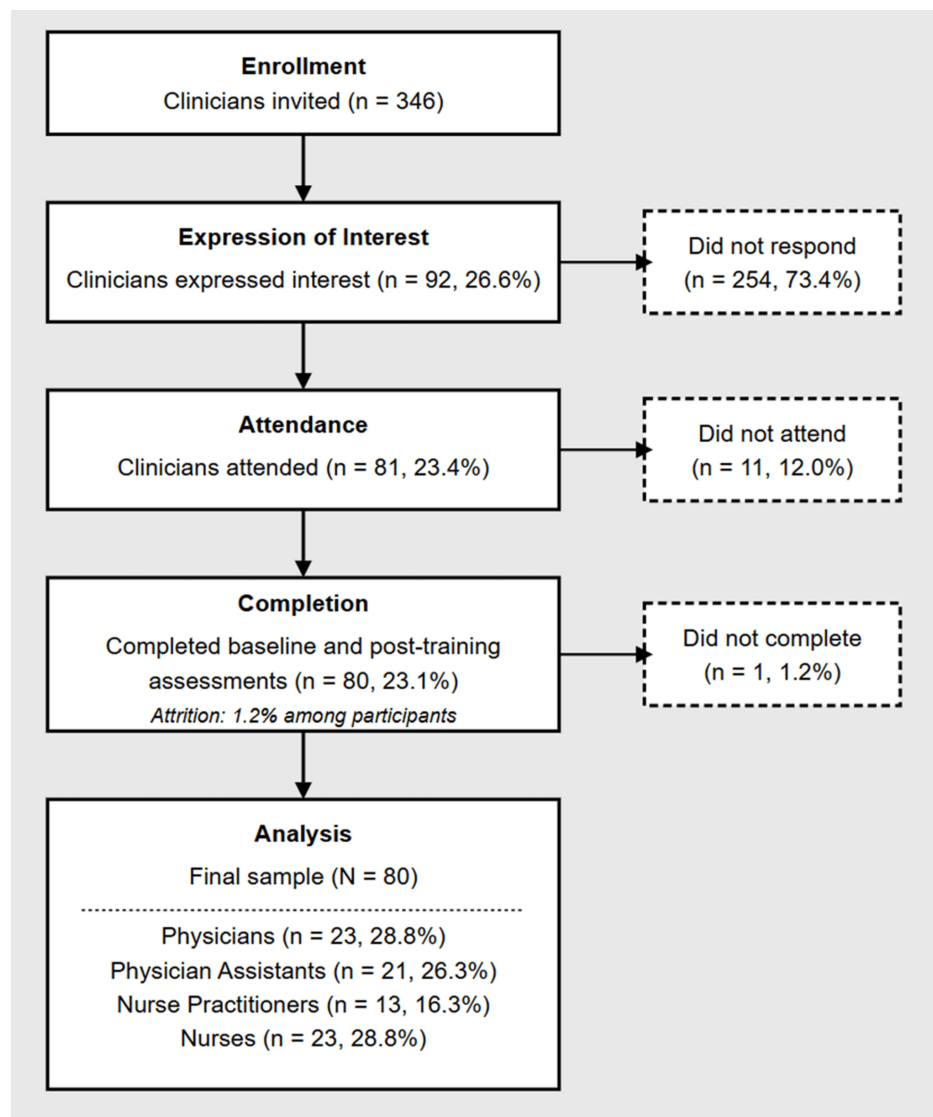 Enrollment
Clinicians invited (n = 346)
Expression of Interest
Clinicians expressed interest (n = 92, 26.6%)
Did not respond
(n = 254, 73.4%)
Attendance
Clinicians attended (n = 81, 23.4%)
Did not attend
(n = 11, 12.0%)
Completion
Completed baseline and post-training
assessments (n = 80, 23.1%)
Attrition: 1.2% among participants
Did not complete
(n = 1, 1.2%)
Analysis
Final sample (N = 80)
Physicians (n = 23, 28.8%)
Physician Assistants (n = 21, 26.3%)
Nurse Practitioners (n = 13, 16.3%)
Nurses (n = 23, 28.8%)